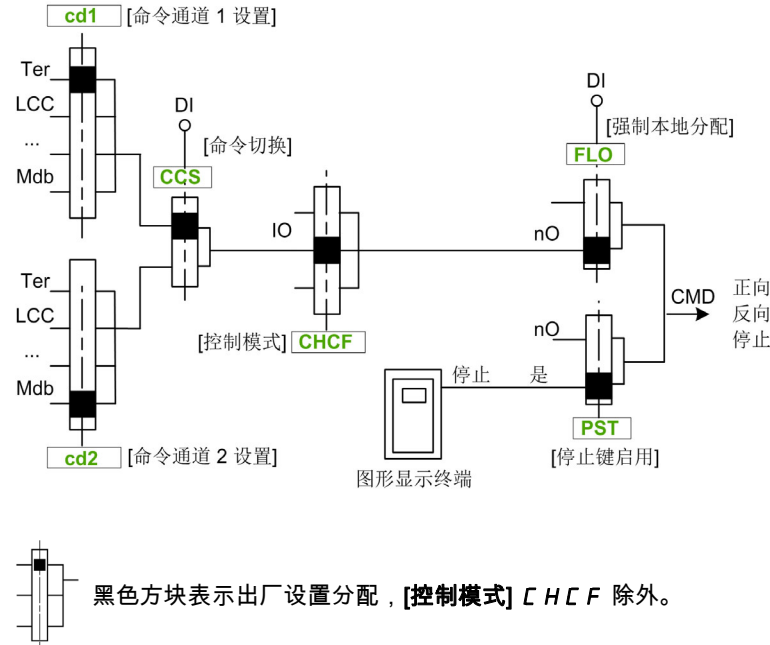 cd1 [命令通道 1 设置]
Ter
LCC
...
Mdb
DI
[命令切换]
CCS
DI
[强制本地分配]
FLO
IO
nO
Ter
LCC
...
Mdb
[控制模式] CHCF
nO
CMD
正向
反向
停止
停止 是
PST
[停止键启用]
cd2 [命令通道 2 设置]
图形显示终端
黑色方块表示出厂设置分配，[控制模式] CHCF 除外。